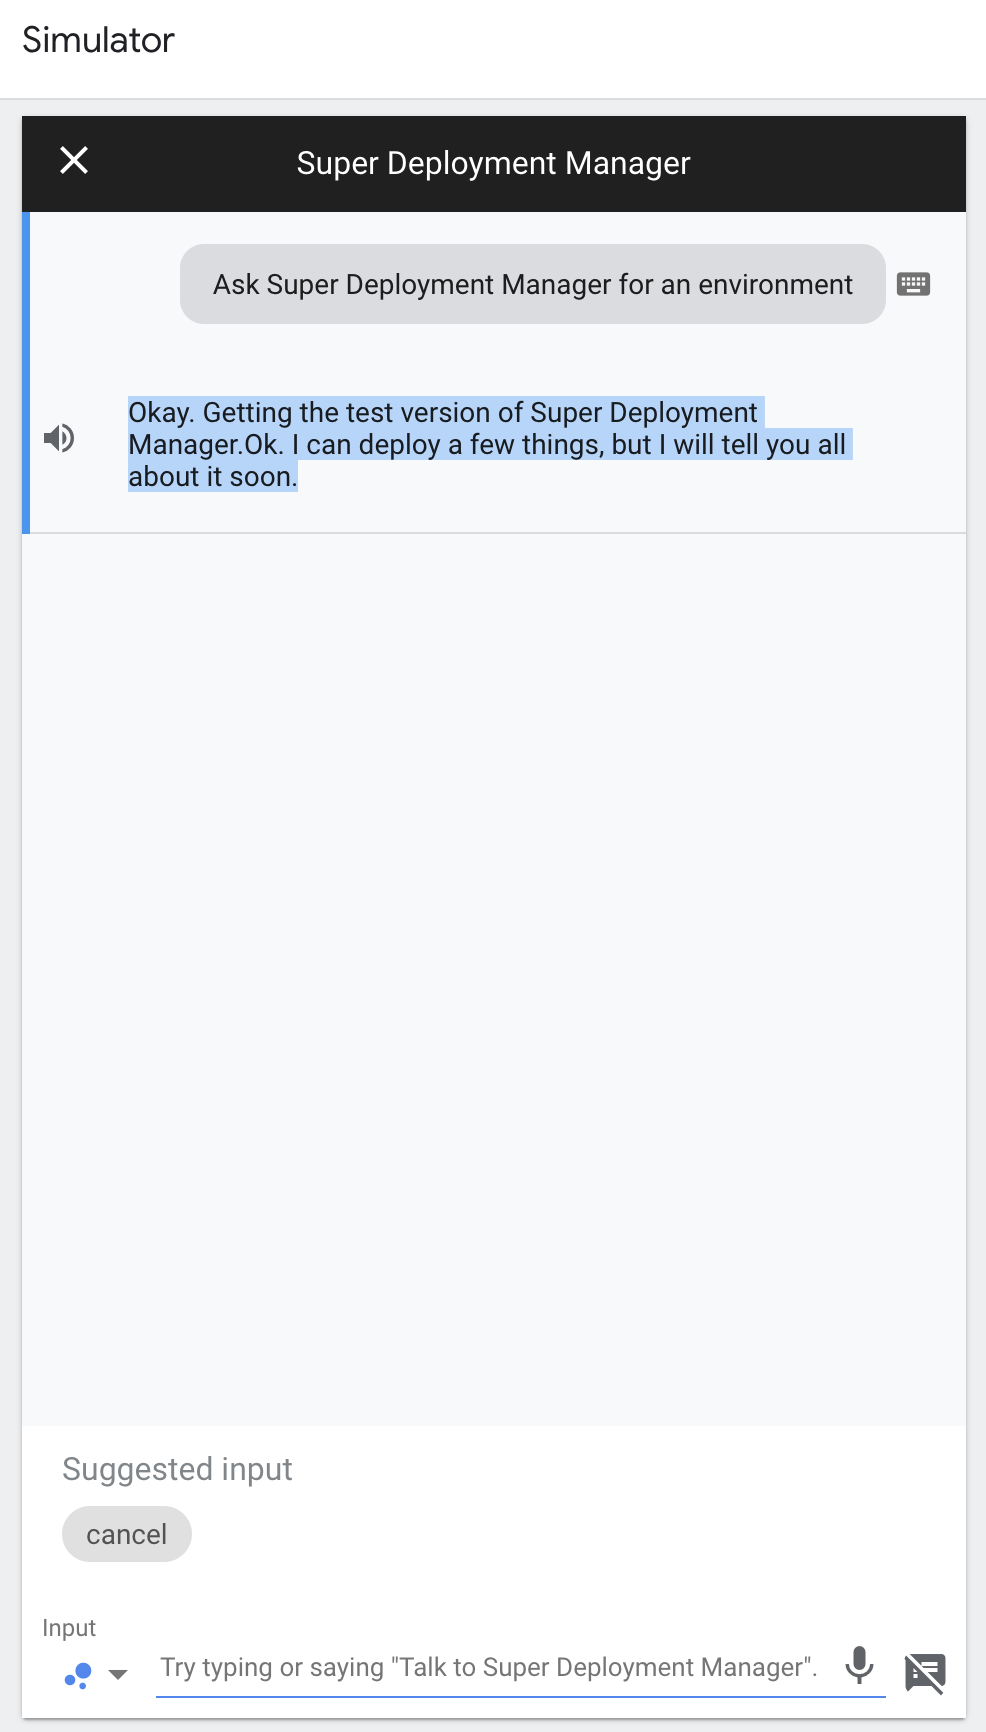 Simulator
Super Deployment Manager
Ask Super Deployment Manager for an environment
Okay. Getting the test version of Super Deployment
Manager.Ok. I can deploy a few things, but I will tell you all
about it soon.
Suggested input
cancel
Input
Try typing or saying "Talk to Super Deployment Manager".